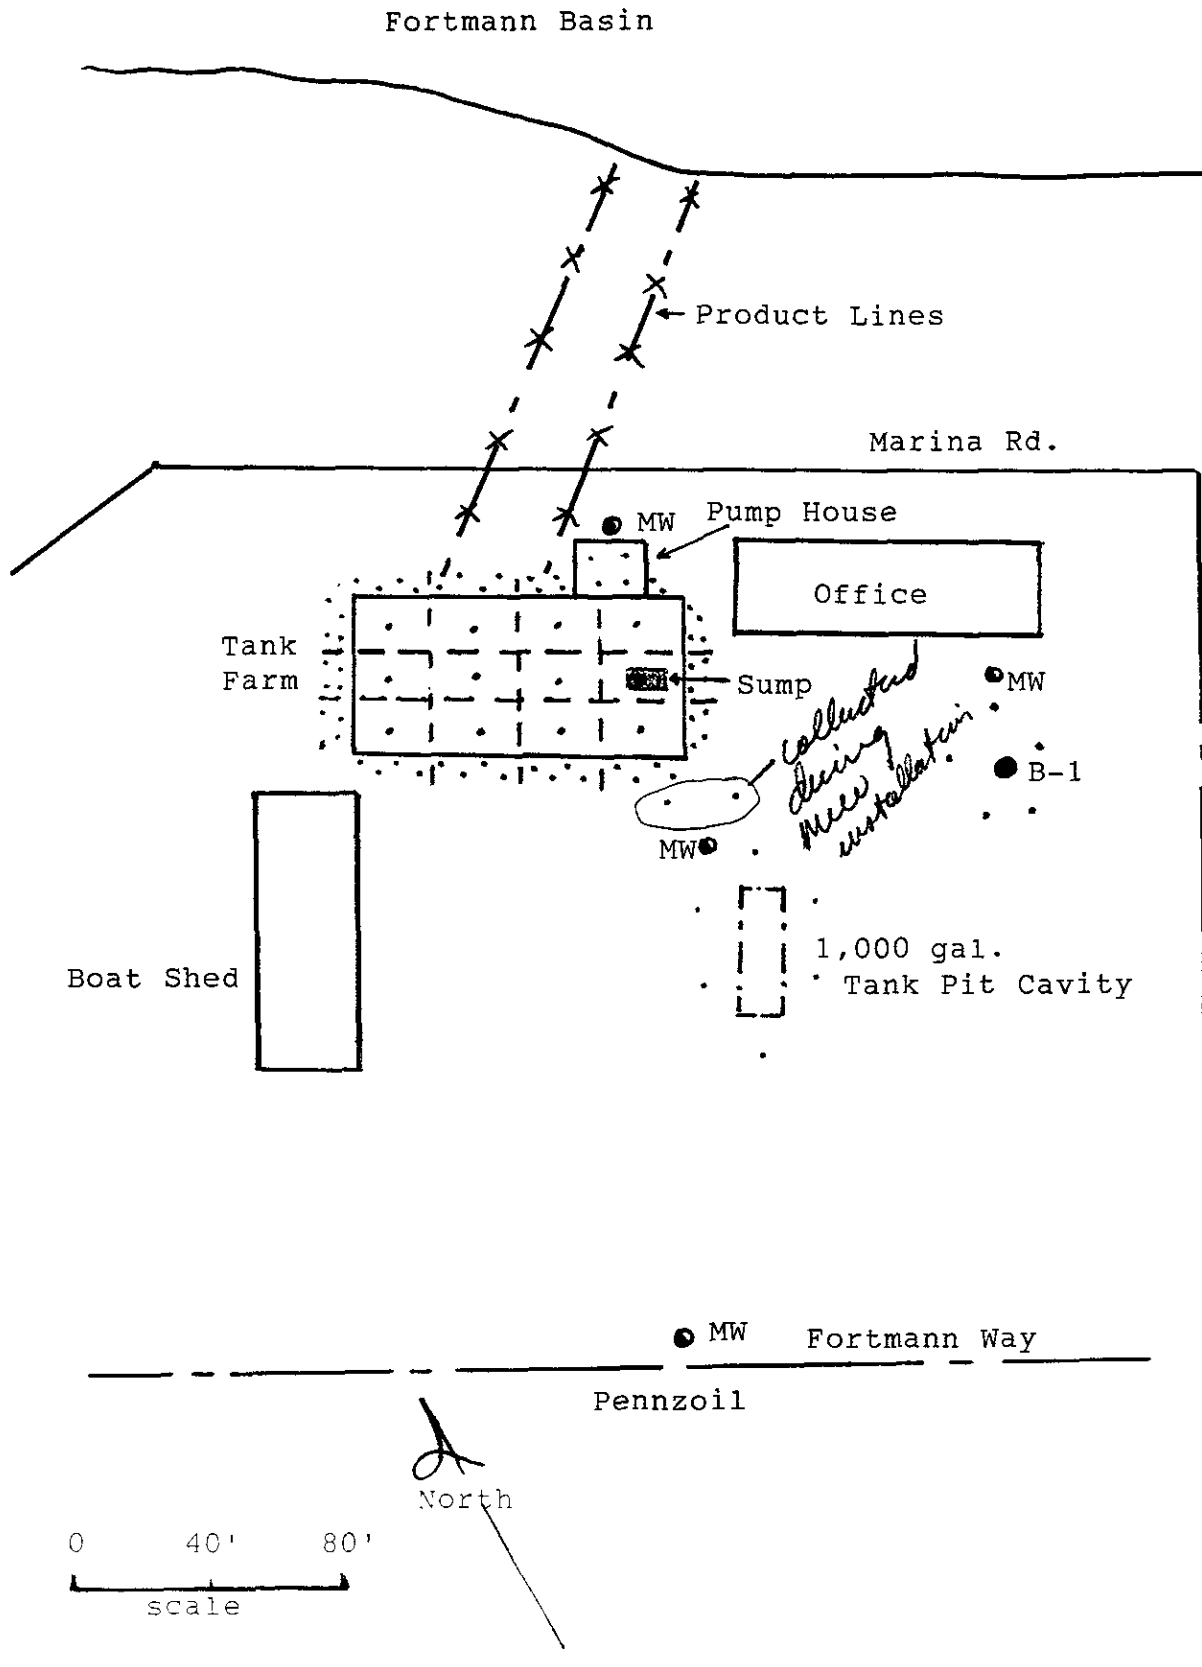 Fortmann Basin
Product Lines
Marina Rd.
MW
Pump House
Office
Tank
Farm
Sump
MW
collected
during
installation
B-1
MW
1,000 gal.
Tank Pit Cavity
Boat Shed
MW
Fortmann Way
Pennzoil
North
0 40' 80'
scale